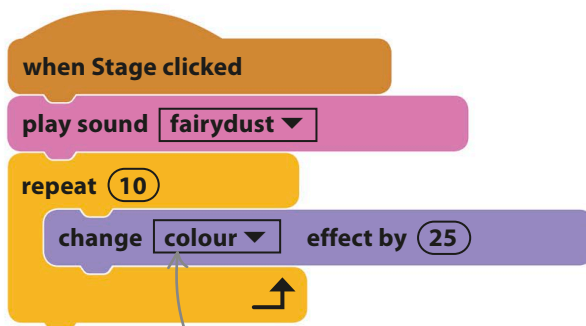 when Stage clicked
play sound fairydust
repeat 10
change colour effect by 25